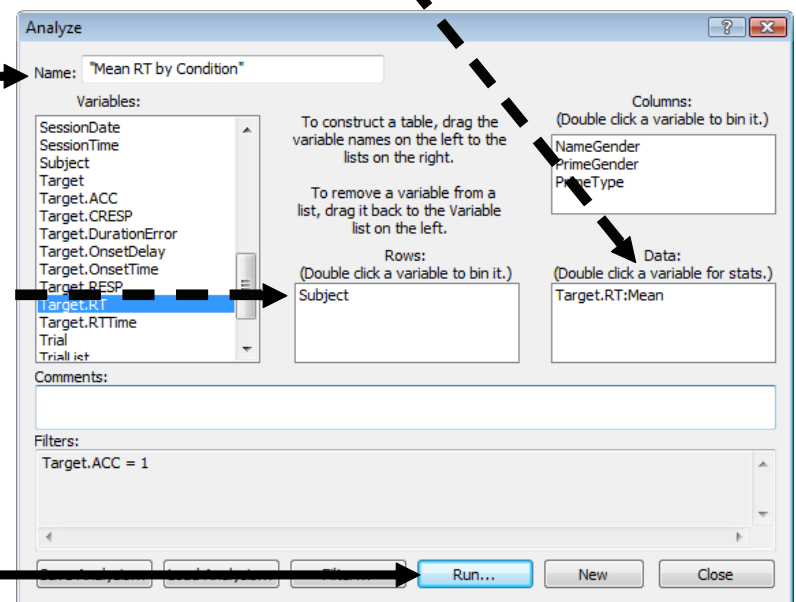 Analyze
Name: "Mean RT by Condition"
Variables:
SessionDate
SessionTime
Subject
Target
Target.ACC
Target.CRESP
Target.DurationError
Target.OnsetDelay
Target.OnsetTime
Target.RESP
Target.RT
Target.RTTime
Trial
TrialList
To construct a table, drag the
variable names on the left to the
lists on the right.
To remove a variable from a
list, drag it back to the Variable
list on the left.
Columns:
(Double click a variable to bin it.)
NameGender
PrimeGender
PrimeType
Rows:
(Double click a variable to bin it.)
Subject
Data:
(Double click a variable for stats.)
Target.RT:Mean
Comments:
Filters:
Target.ACC = 1
Run...
New
Close